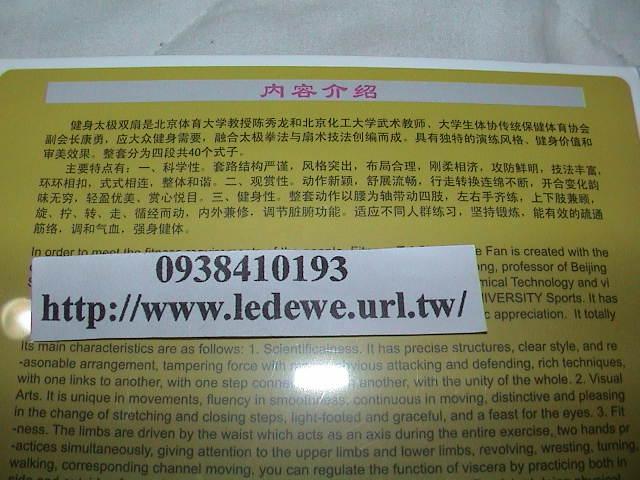 内容介绍
健身太极双扇是北京体育大学教授陈秀龙和北京化工大学武术教师、大学生体协传统保健体育协会
副会长康勇，应大众健身需要，融合太极拳法与扇术技法创编而成。具有独特的演练风格、健身价值和
审美效果。整套分为四段共40个式子。
主要特点有：一、科学性。套路结构严谨，风格突出，布局合理，刚柔相济，攻防鲜明，技法丰富，
环环相扣，式式相连，整体和谐。二、观赏性。动作新颖，舒展流畅，行走转换连绵不断，开合变化韵
味无穷，轻盈优美、赏心悦目。三、健身性。整套动作以腰为轴带动四肢，左右手齐练，上下肢兼顾，
旋、拧、转、走、循经而动，内外兼修，调节脏腑功能。适应不同人群练习，坚持锻炼，能有效的疏通
筋络，调和气血，强身健体。
In order to meet the fitness Fan is created with the
professor of Beijing
mical Technology and vi
UNIVERSITY Sports. It has
appreciation. It totally
0938410193
http://www.ledewe.url.tw/
Its main characteristics are as follows: 1. Scientificalness. It has precise structures, clear style, and re
-asonable arrangement, tampering force with attacking and defending, rich techniques,
with one links to another, with one step another, with the unity of the whole. 2. Visual
Arts. It is unique in movements, fluency in smoothness, continuous in moving, distinctive and pleasing
in the change of stretching and closing steps, light-footed and graceful, and a feast for the eyes. 3. Fit
-ness. The limbs are driven by the waist which acts as an axis during the entire exercise, two hands pr
-actices simultaneously, giving attention to the upper limbs and lower limbs, revolving, wresting, turning,
walking, corresponding channel moving, you can regulate the function of viscera by practicing both in